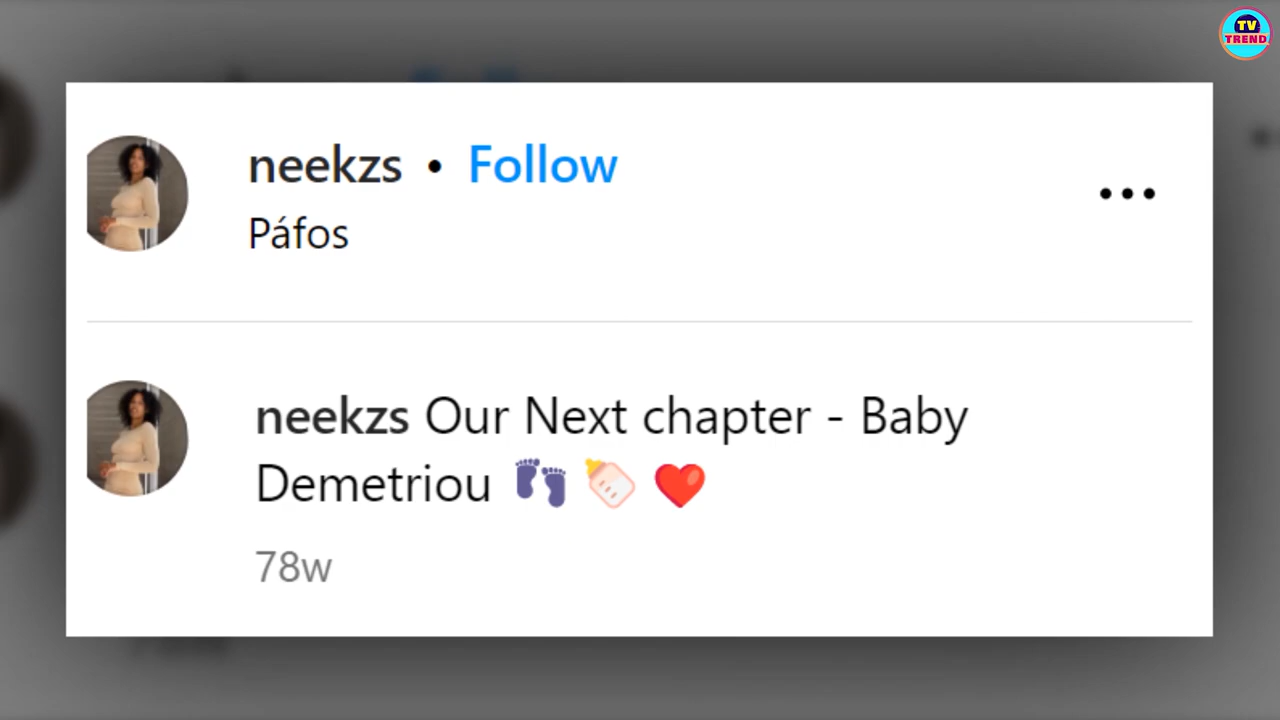 TV
TREND
neekzs • Follow
Páfos
neekzs Our Next chapter - Baby
Demetriou 👣 🍼 ❤️
78w